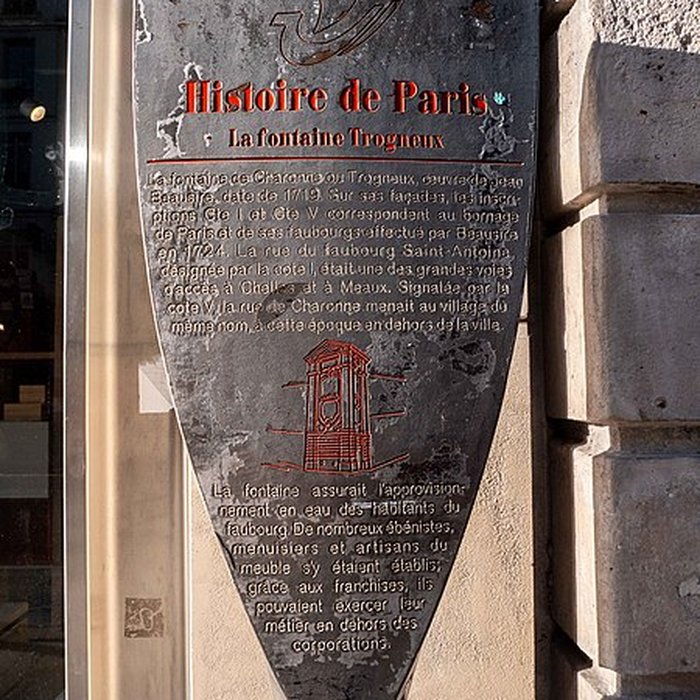 Histoire de Paris
La fontaine Trogneux
La fontaine de Charonne ou Trogneux, œuvre de Jean
Beausire, date de 1719. Sur ses façades, les inscri-
ptions Cte I et Cte V correspondent au bornage
de Paris et de ses faubourgs effectué par Beausire
en 1724. La rue du faubourg Saint-Antoine,
désignée par la cote I, était une des grandes voies
d'accès à Chelles et à Meaux. Signalée par la
cote V, la rue de Charonne menait au village du
même nom, à cette époque en dehors de la ville.
La fontaine assurait l'approvision-
nement en eau des habitants du
faubourg. De nombreux ébénistes,
menuisiers et artisans du
meuble s'y étaient établis;
grâce aux franchises, ils
pouvaient exercer leur
métier en dehors des
corporations.